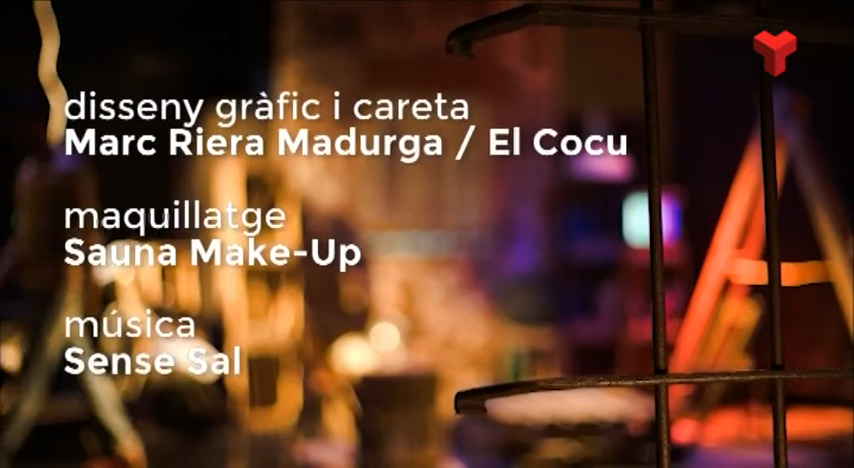 disseny gràfic i careta
Marc Riera Madurga / El Cocu
maquillatge
Sauna Make-Up
música
Sense Sal